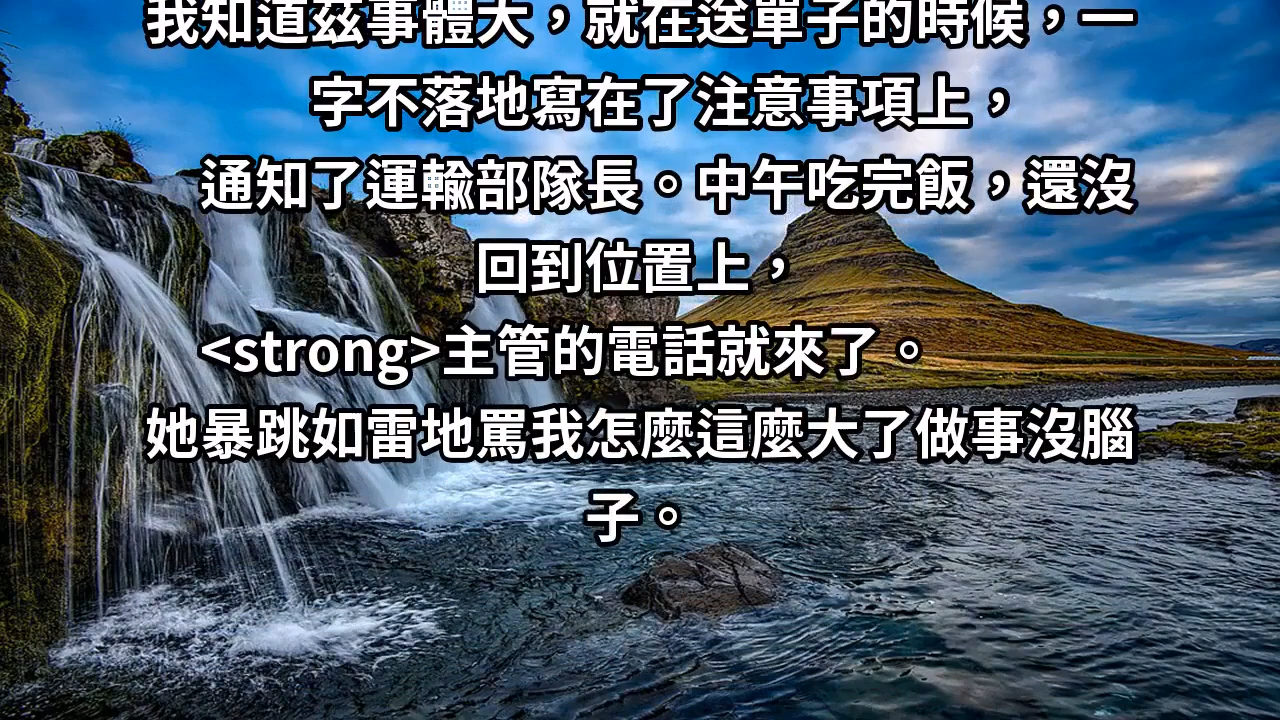 我知道茲事體大，就在送單子的時候，一
字不落地寫在了注意事項上，
通知了運輸部隊長。中午吃完飯，還沒
回到位置上，
<strong>主管的電話就來了。
她暴跳如雷地罵我怎麼這麼大了做事沒腦
子。